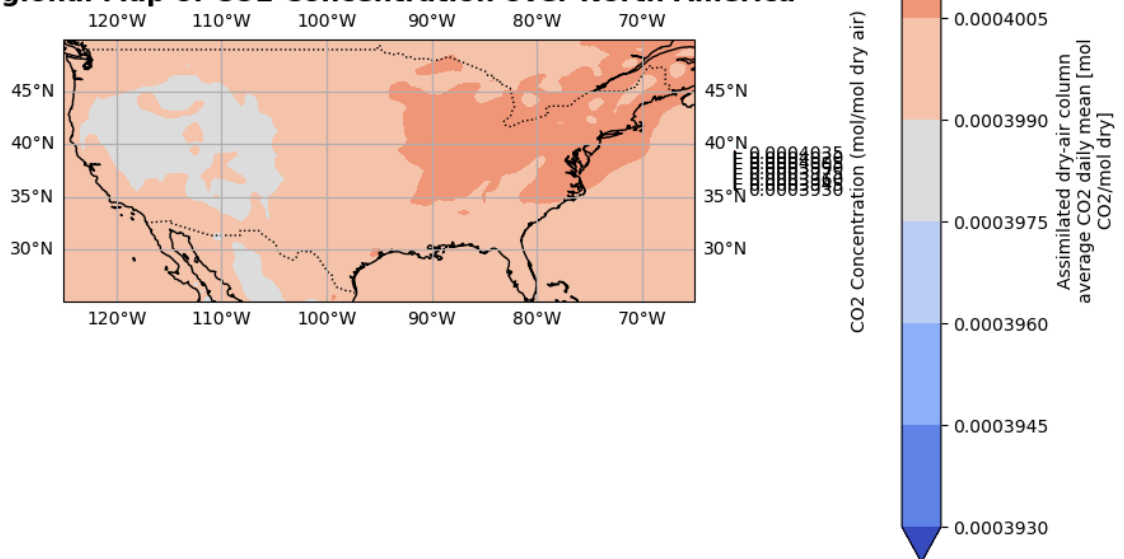 120°W 110°W 100°W 90°W 80°W 70°W
45°N 45°N
40°N 40°N
35°N 35°N
30°N 30°N
120°W 110°W 100°W 90°W 80°W 70°W
0.0004035
CO2 Concentration (mol/mol dry air)
0.0004005
0.0003990
0.0003975
0.0003960
0.0003945
0.0003930
Assimilated dry-air column
average CO2 daily mean [mol
CO2/mol dry]